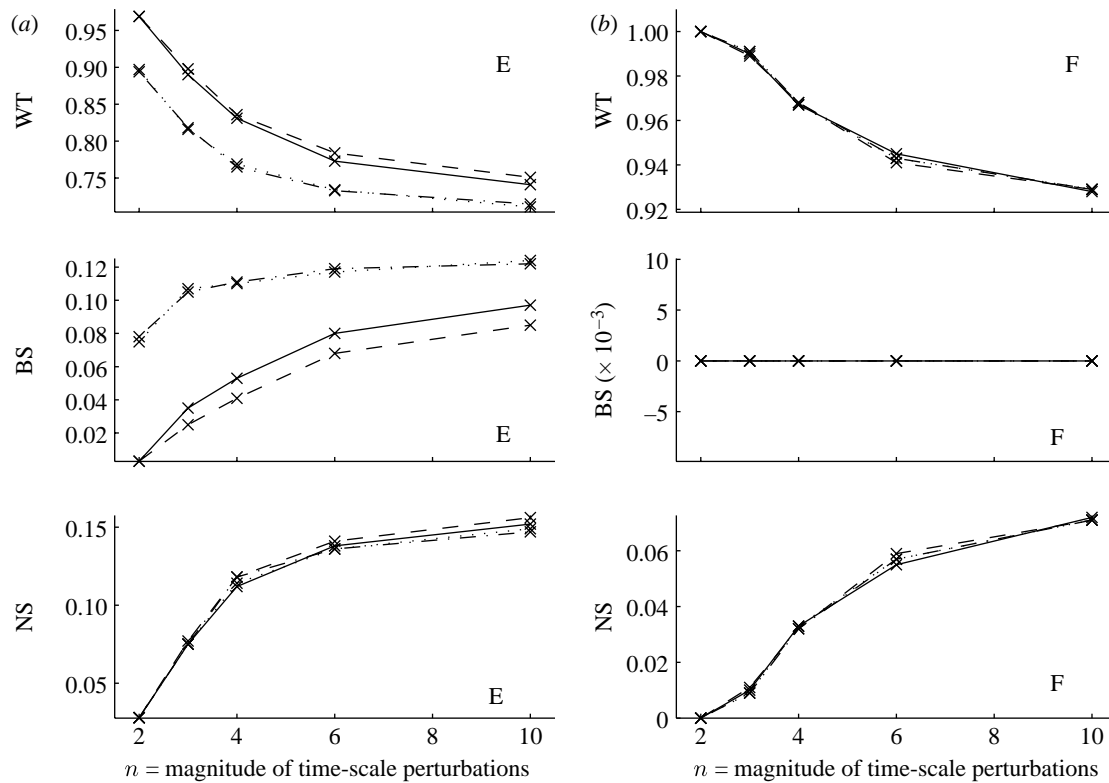 (a)
WT
0.95
0.90
0.85
0.80
0.75
E
(b)
WT
1.00
0.98
0.96
0.94
0.92
F
BS
0.12
0.10
0.08
0.06
0.04
0.02
E
BS (× 10⁻³)
10
5
0
−5
F
NS
0.15
0.10
0.05
E
2 4 6 8 10
n = magnitude of time-scale perturbations
NS
0.06
0.04
0.02
0
F
2 4 6 8 10
n = magnitude of time-scale perturbations